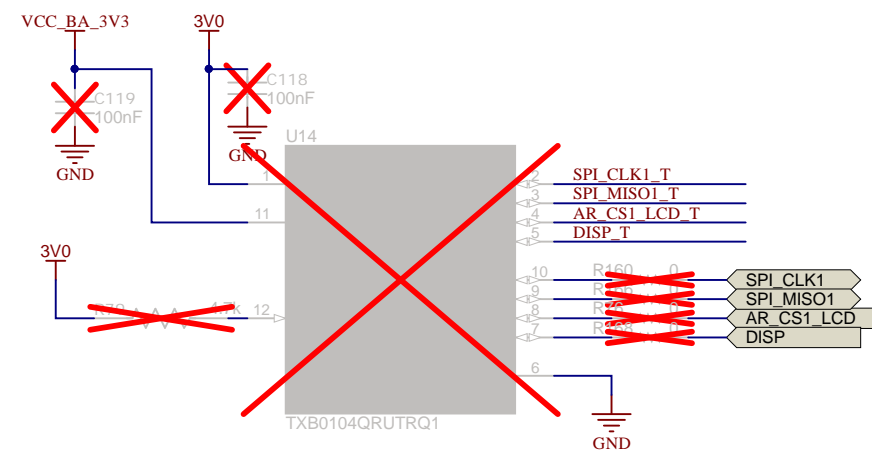 VCC_BA_3V3
3V0
C119
100nF
GND
C118
100nF
GND
U14
1
11
2
SPI_CLK1_T
3
SPI_MISO1_T
4
AR_CS1_LCD_T
5
DISP_T
3V0
4.7k
12
10
R160
0
SPI_CLK1
9
SPI_MISO1
8
AR_CS1_LCD
7
DISP
6
GND
TXB0104QRUTRQ1